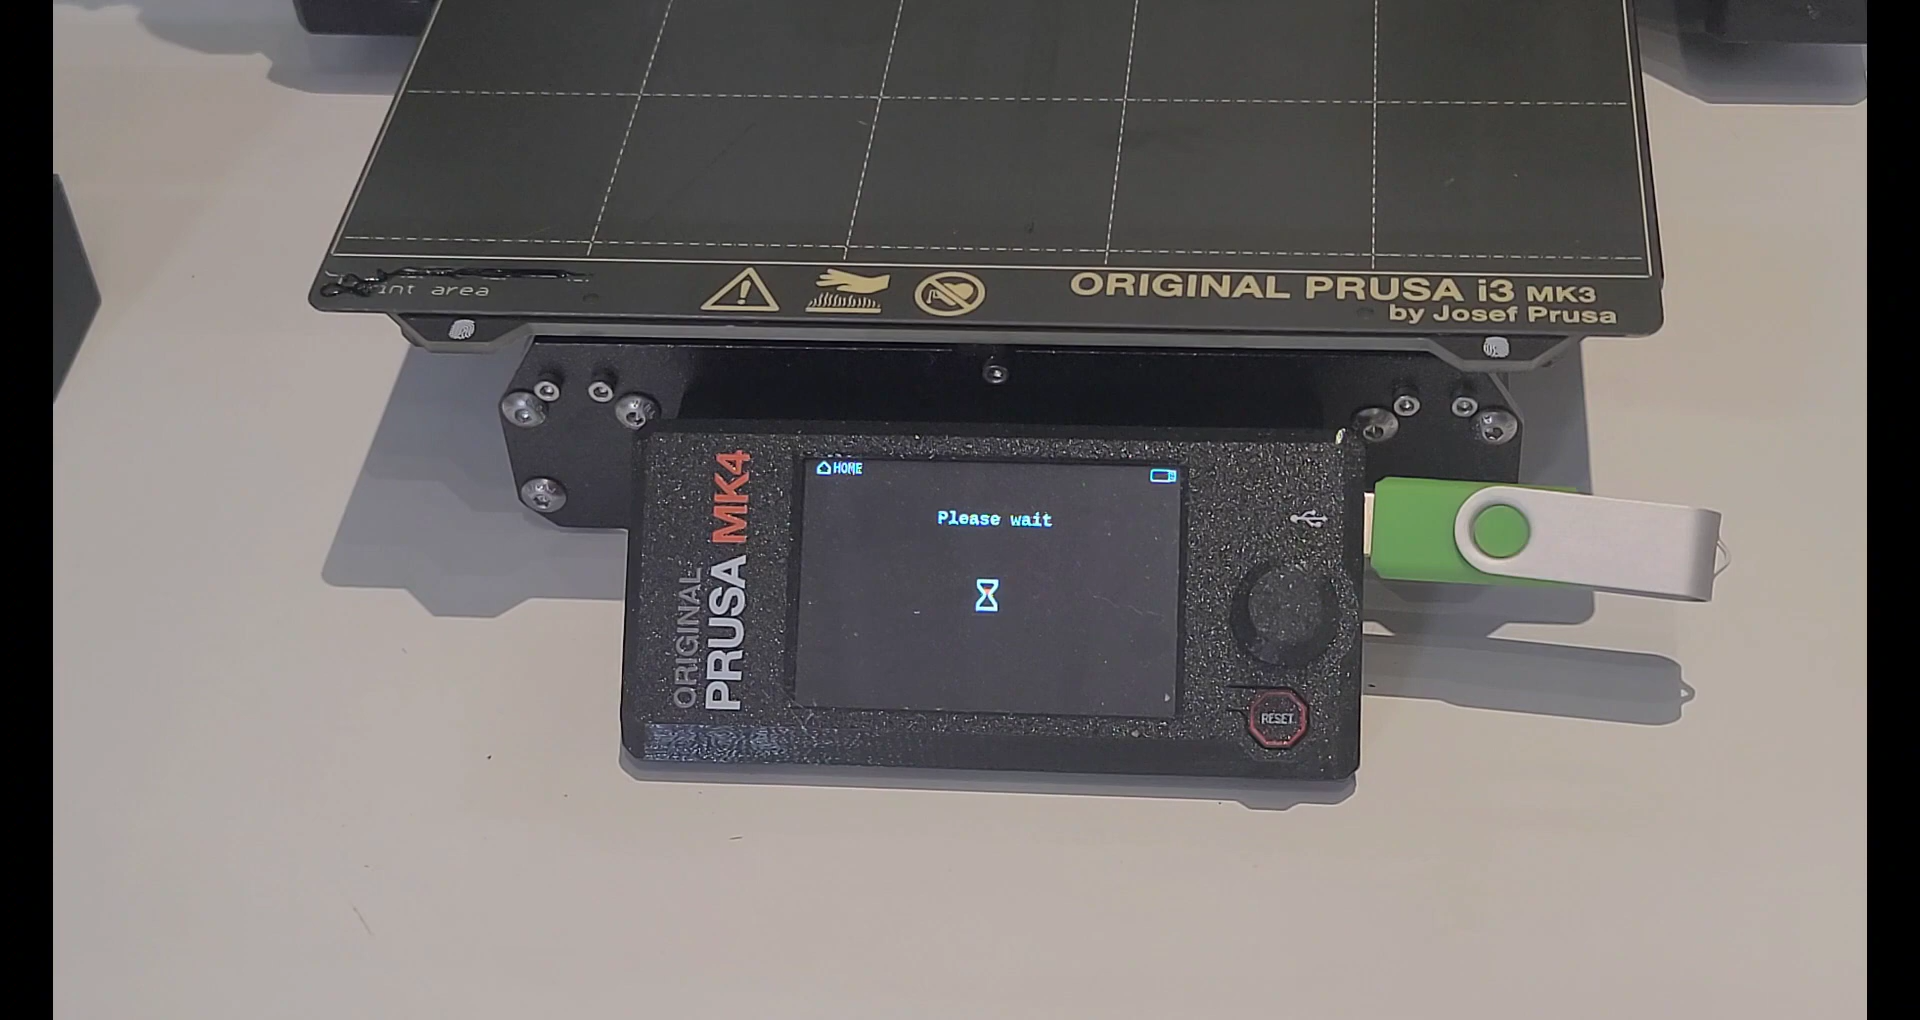 int area
ORIGINAL PRUSA i3 MK3
by Josef Prusa
HOME
Please wait
ORIGINAL
PRUSA MK4
RESET